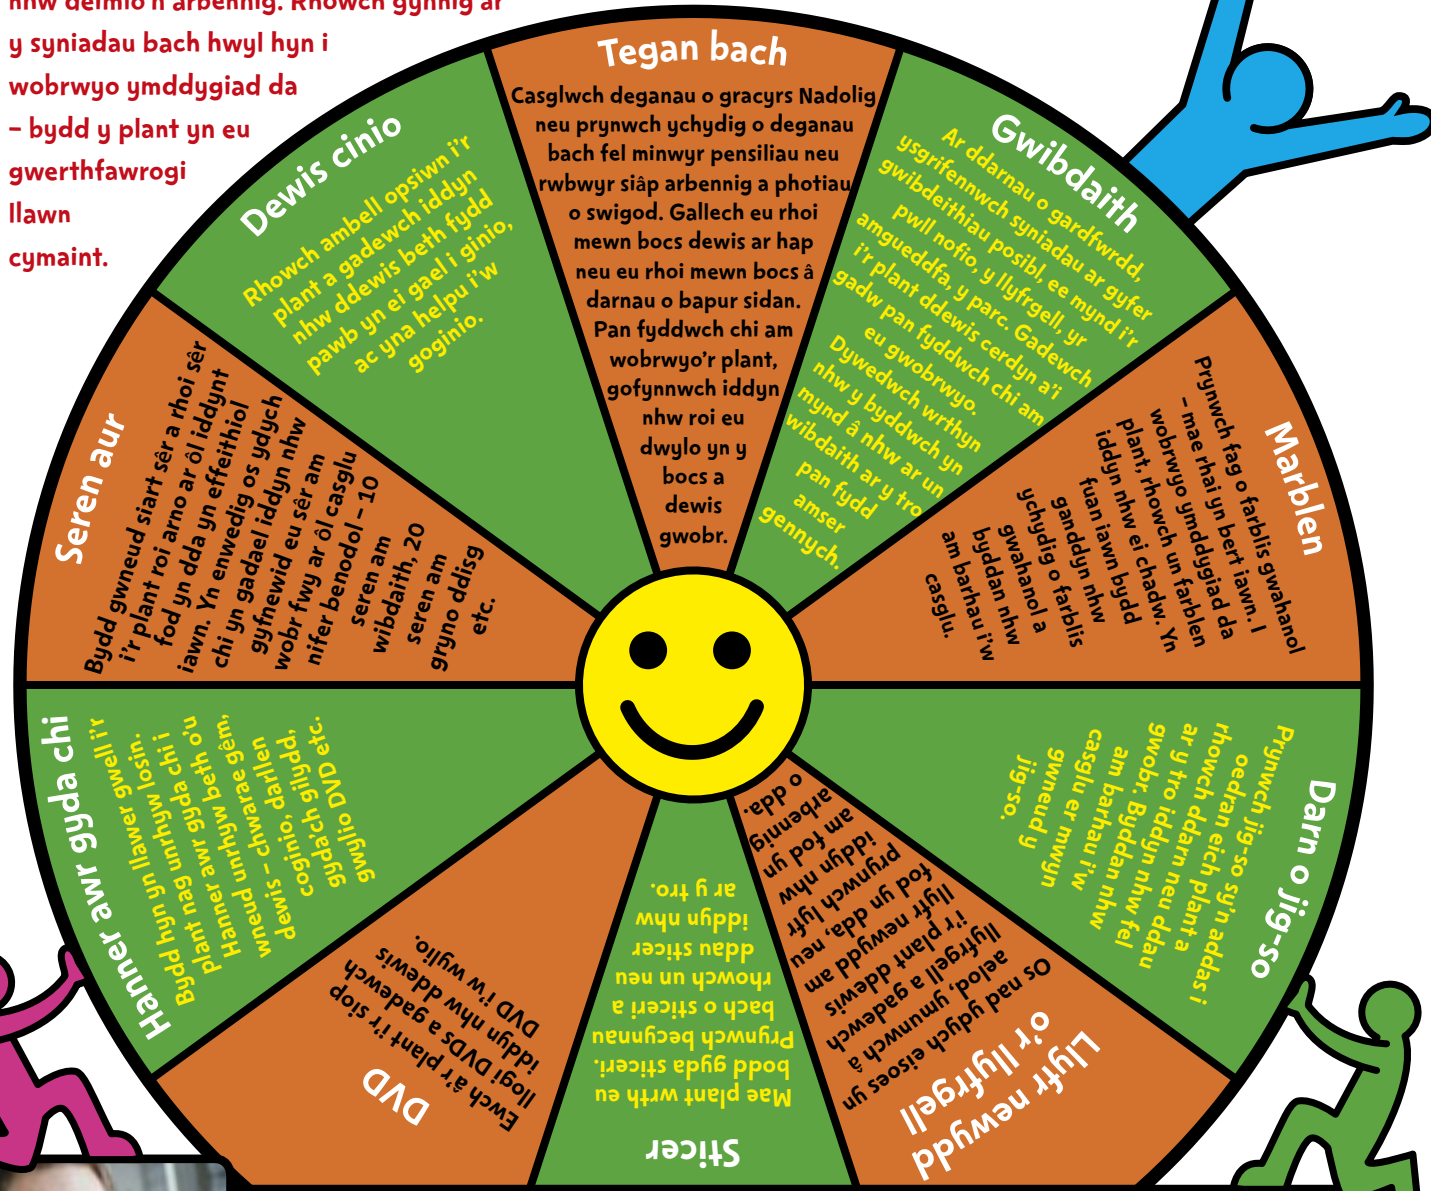 nhw deimlo'n arbennig. Rhowch gynnig ar
y syniadau bach hwyl hyn i
wobrwyo ymddygiad da
– bydd y plant yn eu
gwerthfawrogi
llawn
cymaint.
Tegan bach
Casglwch deganau o gracyrs Nadolig
neu prynwch ychydig o deganau
bach fel minwyr pensiliau neu
rwbwyr siâp arbennig a photiau
o swigod. Gallech eu rhoi
mewn bocs dewis ar hap
neu eu rhoi mewn bocs â
darnau o bapur sidan.
Pan fyddwch chi am
wobrwyo'r plant,
gofynnwch iddyn
nhw roi eu
dwylo yn y
bocs a
dewis
gwobr.
Gwibdaith
Ar ddarnau o gardfwrdd,
ysgrifennwch syniadau ar gyfer
gwibdeithiau posibl, ee mynd i'r
pwll nofio, y llyfrgell, yr
amgueddfa, y parc. Gadewch
i'r plant ddewis cerdyn a'i
gadw pan fyddwch chi am
eu gwobrwyo.
Dywedwch wrthyn
nhw y byddwch yn
mynd â nhw ar un
wibdaith ar y tro
pan fydd
amser
gennych.
Marblen
Prynwch fag o farblis gwahanol
– mae rhai yn bert iawn. I
wobrwyo ymddygiad da
plant, rhowch un farblen
iddyn nhw ei chadw. Yn
fuan iawn bydd
ganddyn nhw
ychydig o farblis
gwahanol a
byddan nhw
am barhau i'w
casglu.
Darn o jig-so
Prynwch jig-so sy'n addas i
oedran eich plant a
rhowch ddarn neu ddau
ar y tro iddyn nhw fel
gwobr. Byddan nhw
am barhau i'w
casglu er mwyn
gwneud y
jig-so.
Llyfr newydd
o'r llyfrgell
Os nad ydych eisoes yn
aelod, ymunwch â
llyfrgell a gadewch
i'r plant ddewis
llyfr newydd am
fod yn dda, neu
prynwch lyfr
iddyn nhw
am fod yn
arbennig
o dda.
Sticer
Mae plant wrth eu
bodd gyda sticeri.
Prynwch becynnau
bach o sticeri a
rhowch un neu
ddau sticer
iddyn nhw
ar y tro.
DVD
Ewch â'r plant i'r siop
llogi DVDs a gadewch
iddyn nhw ddewis
DVD i'w wylio.
Hanner awr gyda chi
Bydd hyn yn llawer gwell i'r
plant nag unrhyw losin.
Hanner awr gyda chi i
wneud unrhyw beth o'u
dewis – chwarae gêm,
coginio, darllen
gyda'ch gilydd,
gwylio DVD etc.
Seren aur
Bydd gwneud siart sêr a rhoi sêr
i'r plant roi arno ar ôl iddynt
fod yn dda yn effeithiol
iawn. Yn enwedig os ydych
chi yn gadael iddyn nhw
gyfnewid eu sêr am
wobr fwy ar ôl casglu
nifer benodol – 10
seren am
wibdaith, 20
seren am
gryno ddisg
etc.
Dewis cinio
Rhowch ambell opsiwn i'r
plant a gadewch iddyn
nhw ddewis beth fydd
pawb yn ei gael i ginio,
ac yna helpu i'w
goginio.